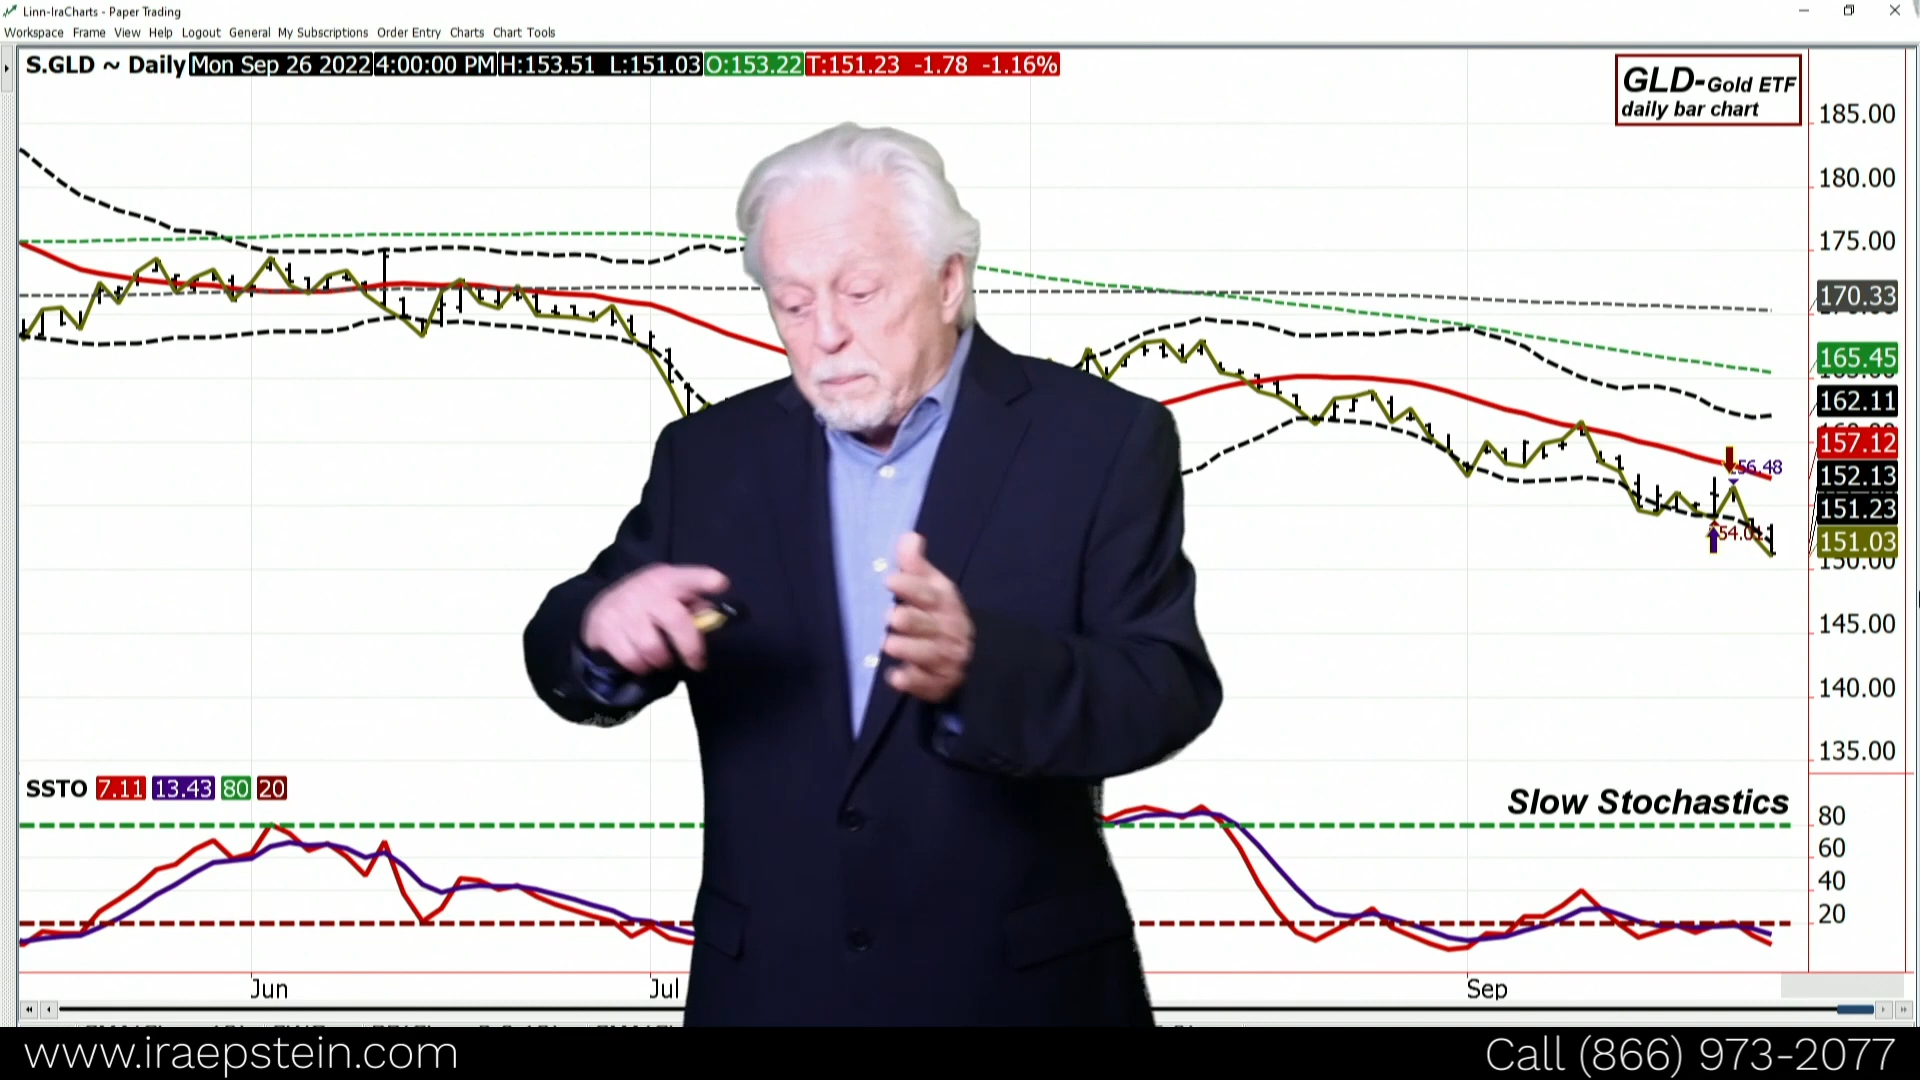 Linn-IraCharts - Paper Trading
Workspace Frame View Help Logout General My Subscriptions Order Entry Charts Chart Tools
S.GLD ~ Daily Mon Sep 26 2022 4:00:00 PM H:153.51 L:151.03 O:153.22 T:151.23 -1.78 -1.16%
GLD-Gold ETF
daily bar chart
185.00
180.00
175.00
170.33
165.45
162.11
157.12
56.48
152.13
151.23
54.01
151.03
150.00
145.00
140.00
135.00
SSTO 7.11 13.43 80 20
Slow Stochastics
80
60
40
20
Jun Jul Sep
www.iraepstein.com Call (866) 973-2077